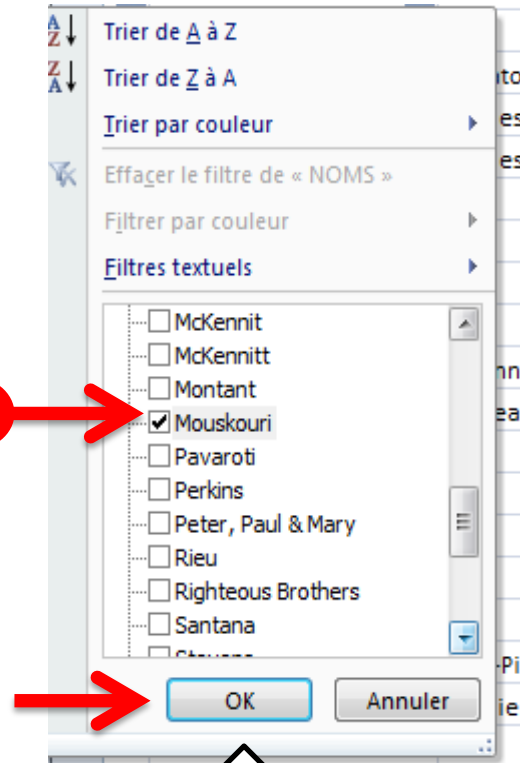 Trier de A à Z
Trier de Z à A
Trier par couleur
Effacer le filtre de « NOMS »
Filtrer par couleur
Filtres textuels
McKennit
McKennitt
Montant
Mouskouri
Pavaroti
Perkins
Peter, Paul & Mary
Rieu
Righteous Brothers
Santana
OK Annuler